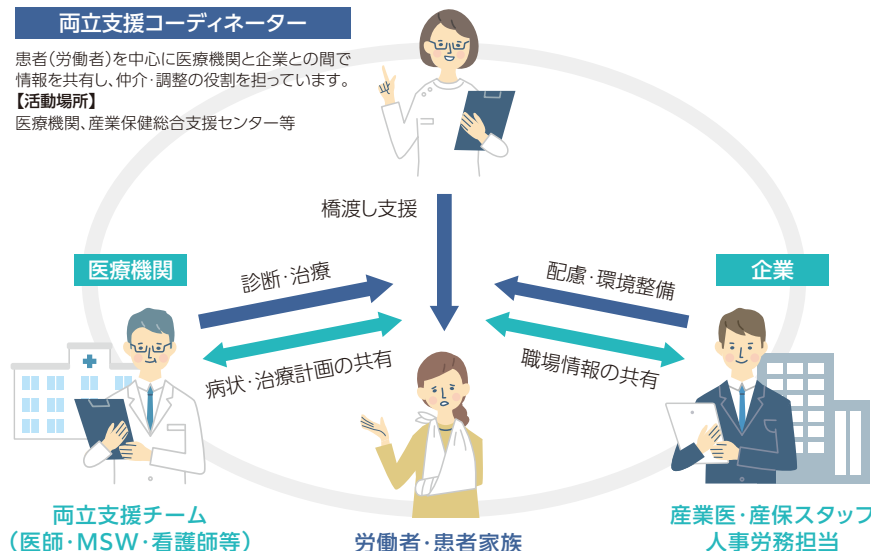 両立支援コーディネーター
患者（労働者）を中心に医療機関と企業との間で
情報を共有し、仲介・調整の役割を担っています。
【活動場所】
医療機関、産業保健総合支援センター等
橋渡し支援
医療機関
企業
診断・治療
配慮・環境整備
病状・治療計画の共有
職場情報の共有
両立支援チーム
（医師・MSW・看護師等）
労働者・患者家族
産業医・産保スタッフ
人事労務担当